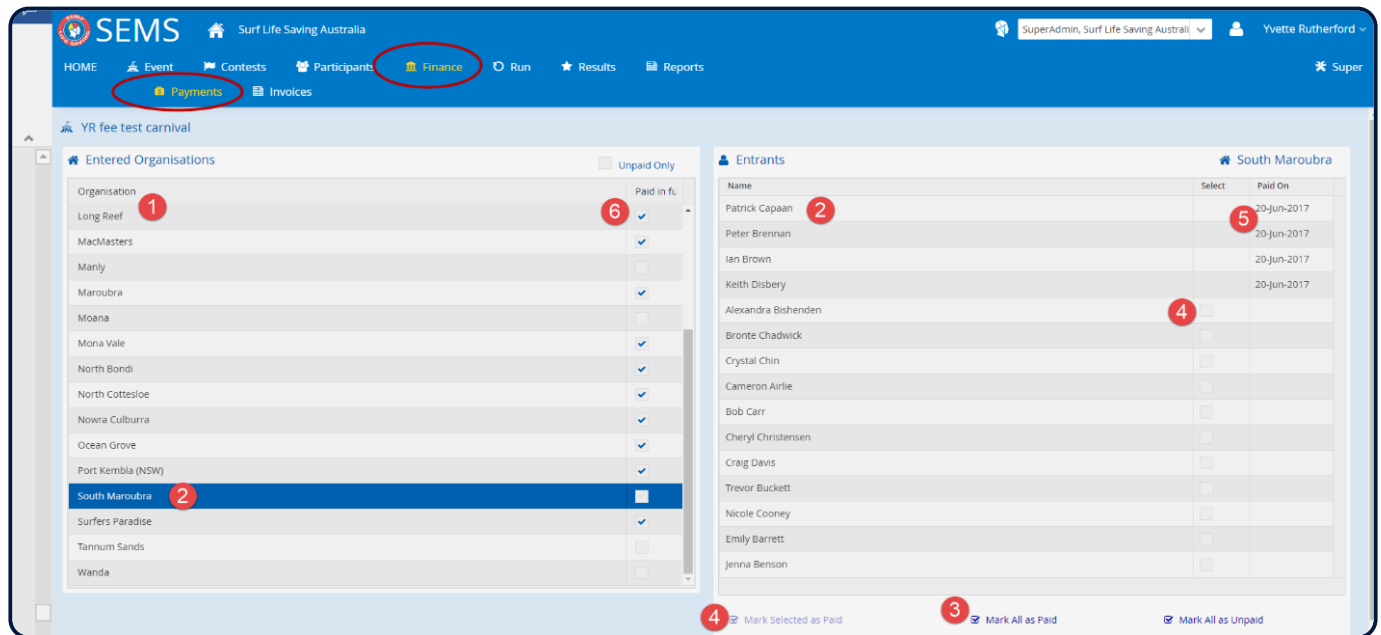 SEMS Surf Life Saving Australia SuperAdmin, Surf Life Saving Australi Yvette Rutherford
HOME Event Contests Participants Finance Run Results Reports Super
Payments Invoices
YR fee test carnival
Entered Organisations Unpaid Only
Organisation Paid in fu
1
Long Reef 6
MacMasters
Manly
Maroubra
Moana
Mona Vale
North Bondi
North Cottesloe
Nowra Culburra
Ocean Grove
Port Kembla (NSW)
South Maroubra 2
Surfers Paradise
Tannum Sands
Wanda
Entrants South Maroubra
Name Select Paid On
Patrick Capaan 2 20-Jun-2017
5
Peter Brennan 20-Jun-2017
Ian Brown 20-Jun-2017
Keith Disbery 20-Jun-2017
Alexandra Bishenden 4
Bronte Chadwick
Crystal Chin
Cameron Airlie
Bob Carr
Cheryl Christensen
Craig Davis
Trevor Buckett
Nicole Cooney
Emily Barrett
Jenna Benson
4 Mark Selected as Paid 3 Mark All as Paid Mark All as Unpaid